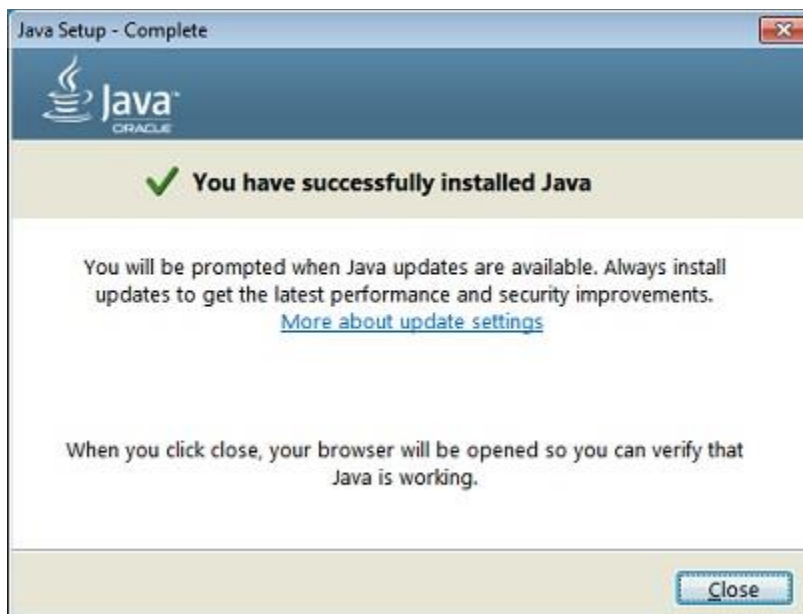 Java Setup - Complete
Java™
ORACLE
You have successfully installed Java
You will be prompted when Java updates are available. Always install
updates to get the latest performance and security improvements.
More about update settings
When you click close, your browser will be opened so you can verify that
Java is working.
Close